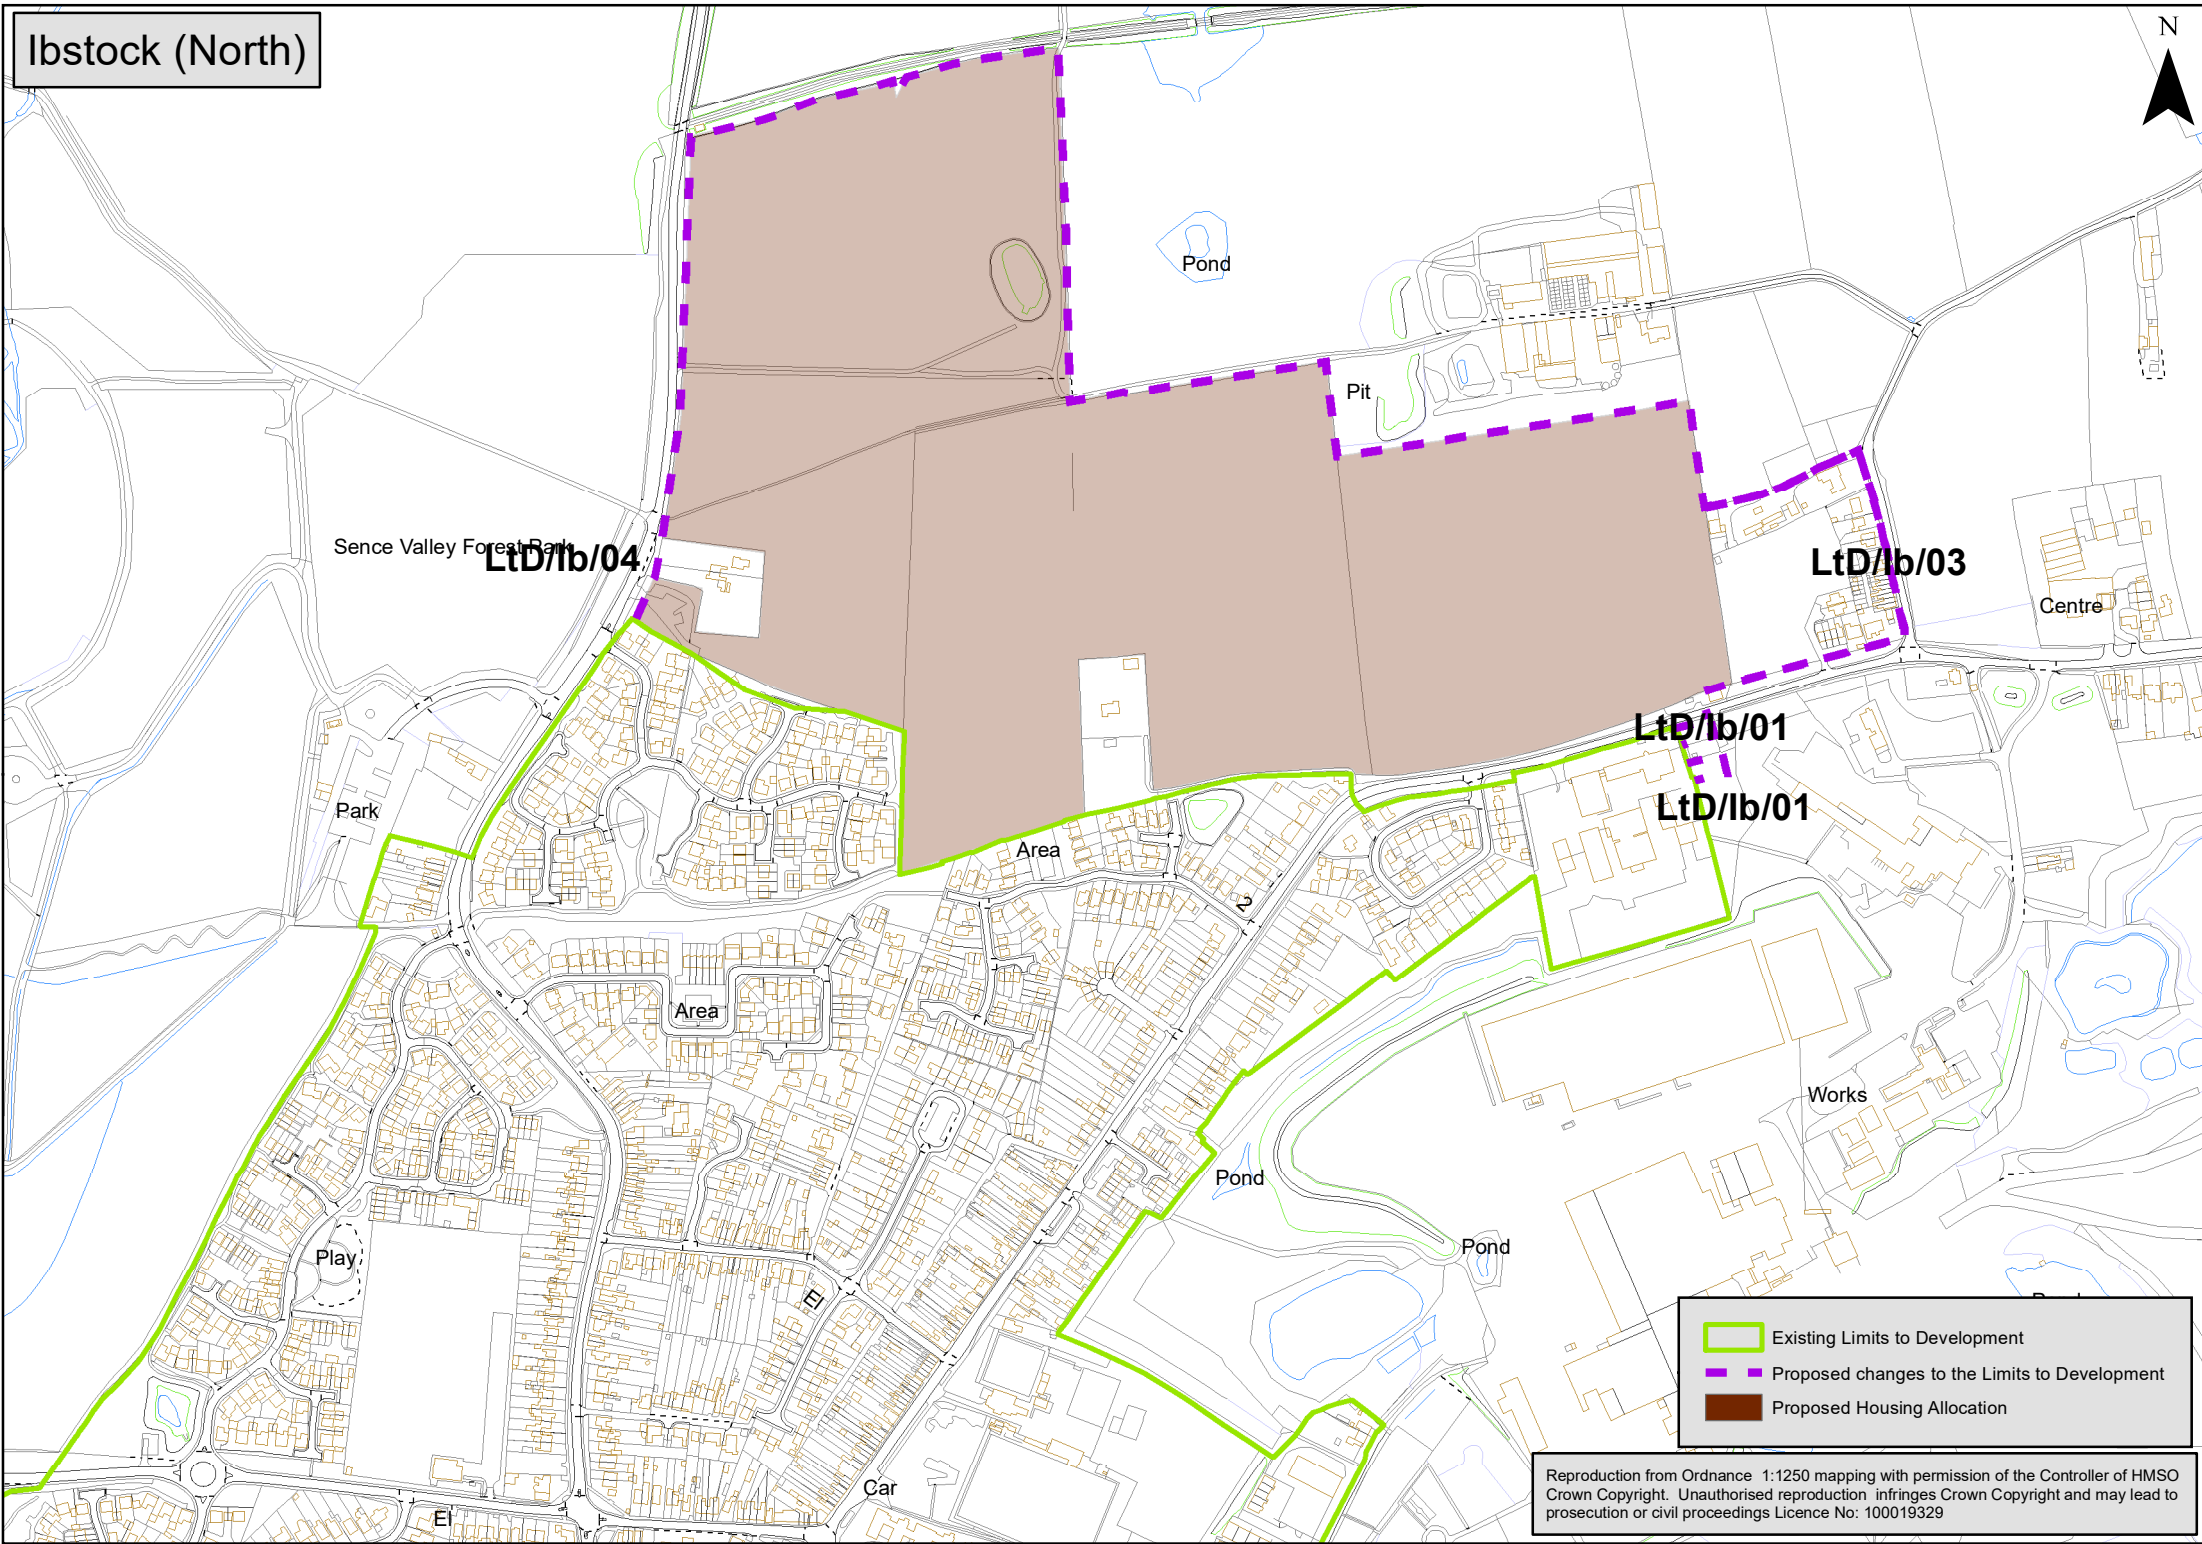 Ibstock (North)
N
Pond
Pit
Sence Valley Forest Park
LtD/Ib/04
LtD/Ib/03
Centre
LtD/Ib/01
LtD/Ib/01
Park
Area
2
Area
Works
Pond
Pond
Play
El
Existing Limits to Development
Proposed changes to the Limits to Development
Proposed Housing Allocation
Car
El
Reproduction from Ordnance 1:1250 mapping with permission of the Controller of HMSO
Crown Copyright. Unauthorised reproduction infringes Crown Copyright and may lead to
prosecution or civil proceedings Licence No: 100019329